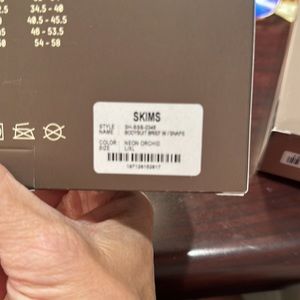 34.5 - 40
40.5 - 45.5
48 - 53.5
54 - 58
SKIMS
STYLE :
NAME : BODYSUIT BRIEF W / SNAPS
COLOR : NEON ORCHID
SIZE : L/XL